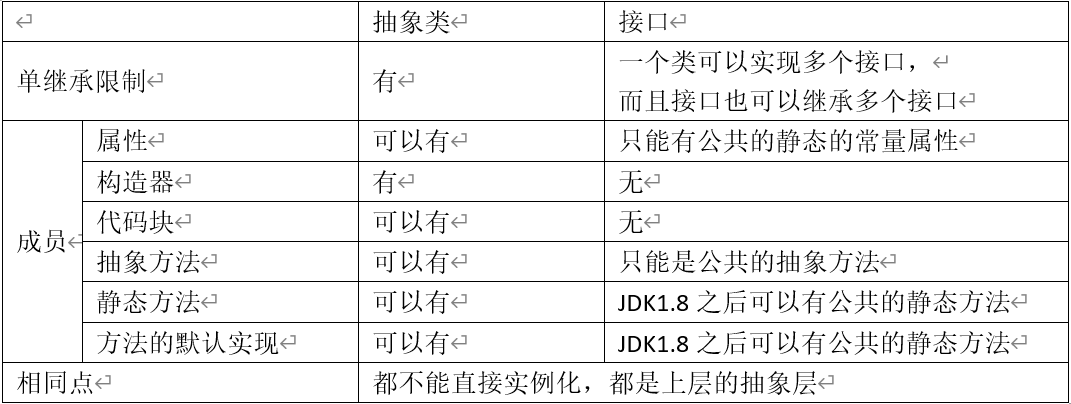 抽象类 接口
单继承限制 有 一个类可以实现多个接口，
而且接口也可以继承多个接口
成员 属性 可以有 只能有公共的静态的常量属性
构造器 有 无
代码块 可以有 无
抽象方法 可以有 只能是公共的抽象方法
静态方法 可以有 JDK1.8 之后可以有公共的静态方法
方法的默认实现 可以有 JDK1.8 之后可以有公共的静态方法
相同点 都不能直接实例化，都是上层的抽象层